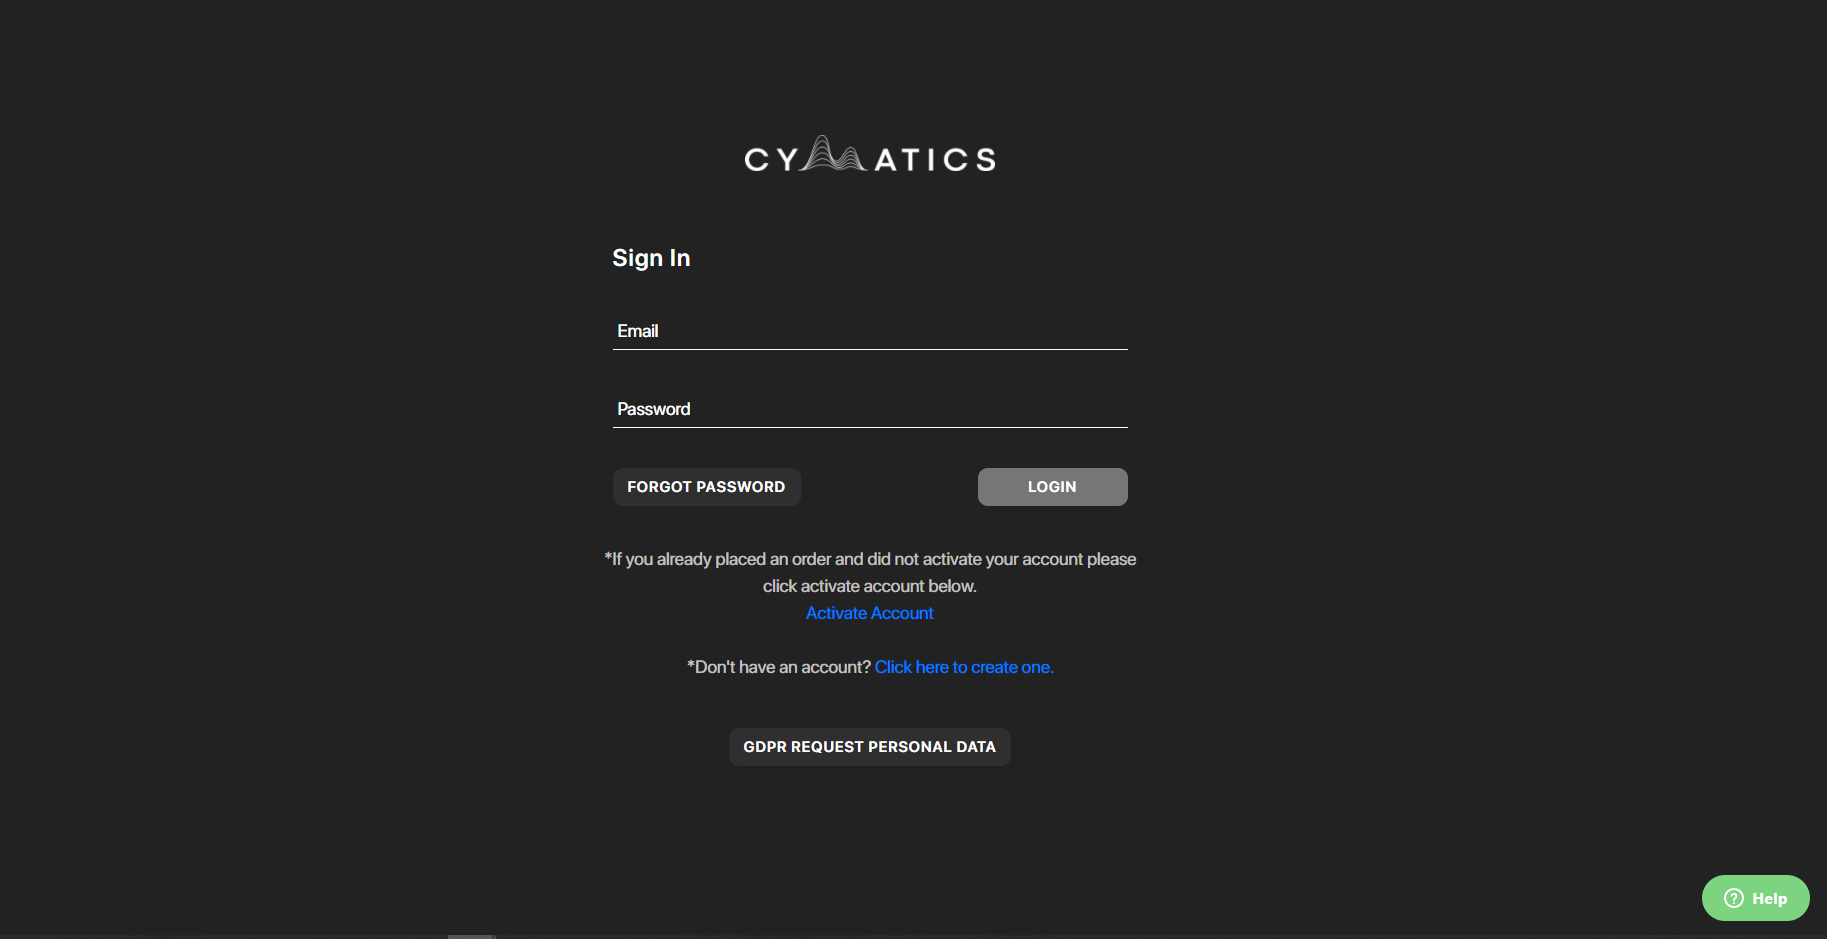 CYMATICS
Sign In
Email
Password
FORGOT PASSWORD
LOGIN
*If you already placed an order and did not activate your account please
click activate account below.
Activate Account
*Don't have an account? Click here to create one.
GDPR REQUEST PERSONAL DATA
? Help